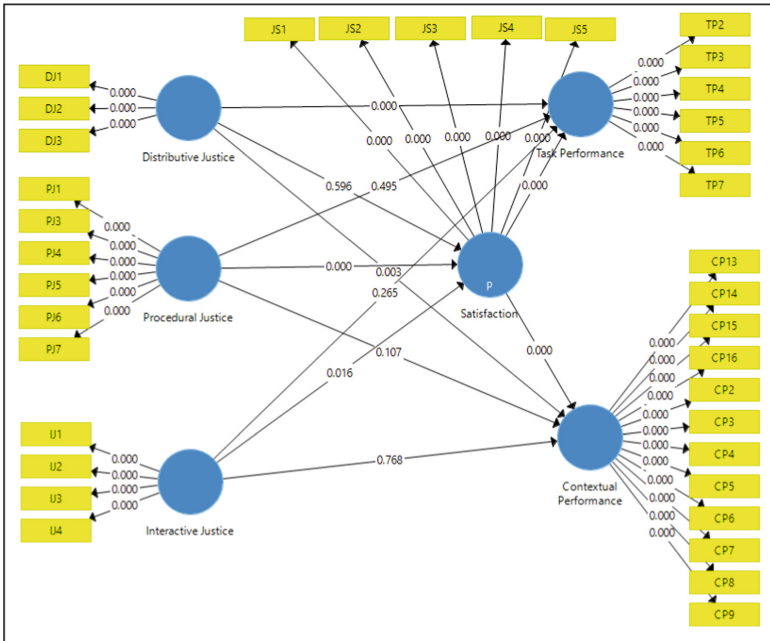 JS1
JS2
JS3
JS4
JS5
DJ1
DJ2
DJ3
0.000
0.000
0.000
Distributive Justice
PJ1
PJ3
PJ4
PJ5
PJ6
PJ7
0.000
0.000
0.000
0.000
0.000
0.000
Procedural Justice
IJ1
IJ2
IJ3
IJ4
0.000
0.000
0.000
0.000
Interactive Justice
0.000
0.000
0.000
0.000
0.000
0.000
0.596
0.495
0.000
0.000
0.003
0.265
0.107
0.016
0.000
0.768
p
Satisfaction
Task Performance
0.000
0.000
0.000
0.000
0.000
0.000
TP2
TP3
TP4
TP5
TP6
TP7
Contextual
Performance
0.000
0.000
0.000
0.000
0.000
0.000
0.000
0.000
0.000
0.000
0.000
0.000
CP13
CP14
CP15
CP16
CP2
CP3
CP4
CP5
CP6
CP7
CP8
CP9